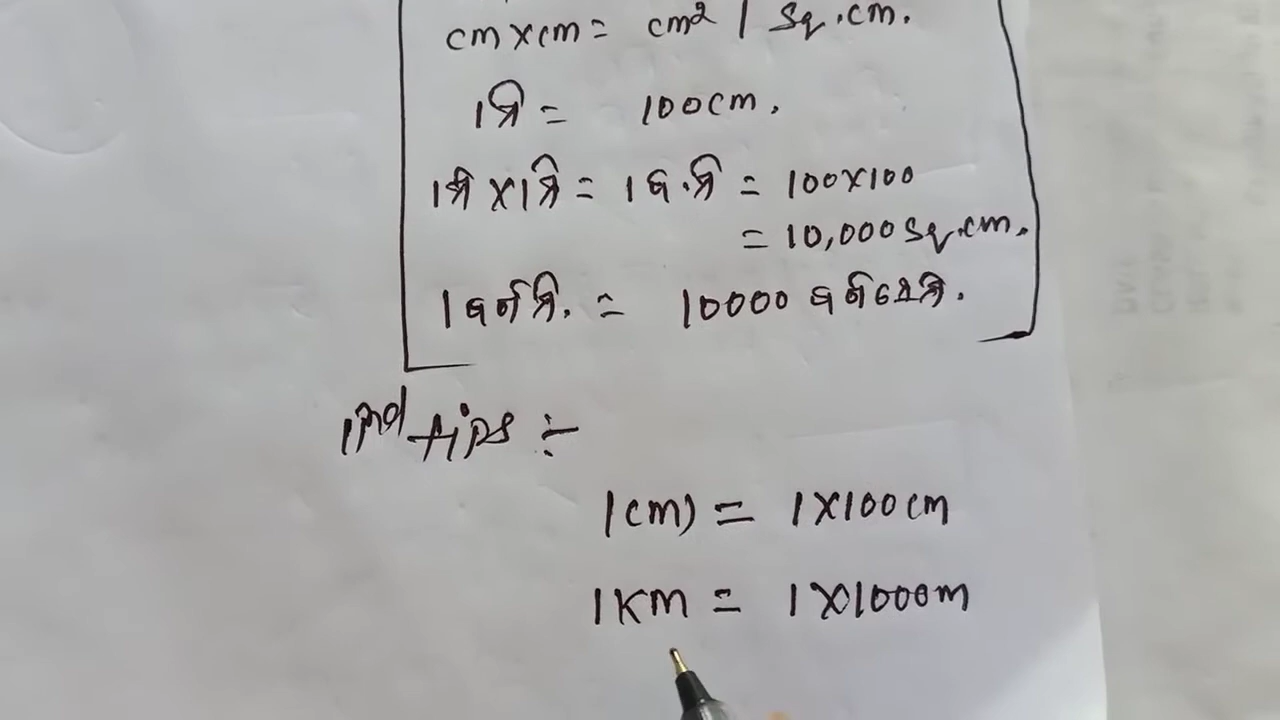 cm x cm = cm² / Sq.cm.
1ମି = 100cm.
1ମି x 1ମି = 1ବ.ମି = 100x100
= 10,000 Sq.cm.
1ବର୍ଗମି. = 10000 ବର୍ଗସେମି.
tips :-
1(m) = 1x100cm
1KM = 1x1000m